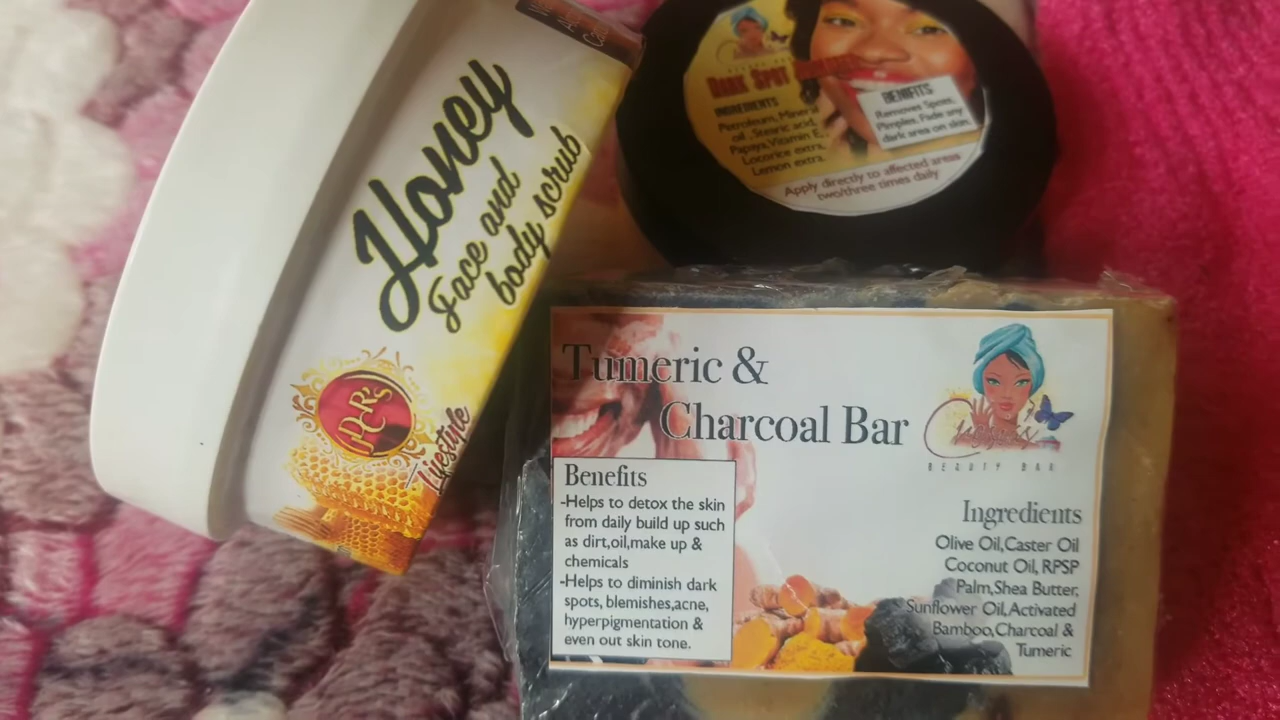 Honey
Face and
body scrub
JDCR's
Lifestyle
DARK SPOT
INGREDIENTS
Petroleum, Mineral
oil, Stearic acid,
Papaya, Vitamin E,
Locorice extra,
Lemon extra.
BENIFITS
Removes Spots,
Pimples, Fade any
dark area on skin.
Apply directly to affected areas
two/three times daily
Tumeric &
Charcoal Bar
BEAUTY BAR
Benefits
-Helps to detox the skin
from daily build up such
as dirt,oil,make up &
chemicals
-Helps to diminish dark
spots, blemishes,acne,
hyperpigmentation &
even out skin tone.
Ingredients
Olive Oil,Caster Oil
Coconut Oil, RPSP
Palm,Shea Butter,
Sunflower Oil,Activated
Bamboo,Charcoal &
Tumeric